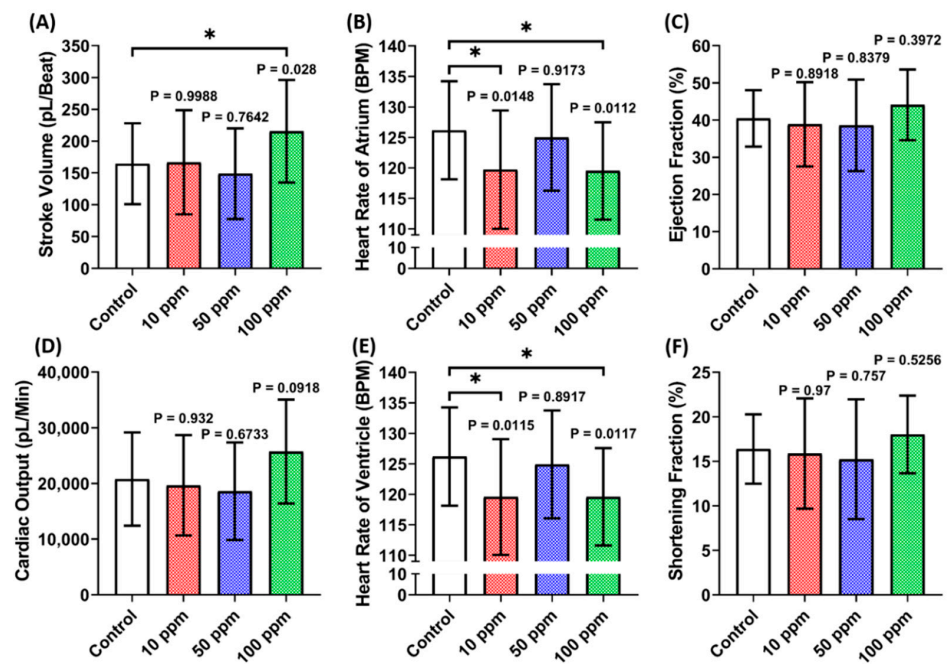 (A)
Stroke Volume (pL/Beat)
350
300
250
200
150
100
50
0
*
P = 0.9988
P = 0.7642
P = 0.028
Control
10 ppm
50 ppm
100 ppm
(B)
Heart Rate of Atrium (BPM)
140
135
130
125
120
115
110
10
0
*
*
P = 0.0148
P = 0.9173
P = 0.0112
Control
10 ppm
50 ppm
100 ppm
(C)
Ejection Fraction (%)
60
50
40
30
20
10
0
P = 0.8918
P = 0.8379
P = 0.3972
Control
10 ppm
50 ppm
100 ppm
(D)
Cardiac Output (pL/Min)
40,000
30,000
20,000
10,000
0
P = 0.932
P = 0.6733
P = 0.0918
Control
10 ppm
50 ppm
100 ppm
(E)
Heart Rate of Ventricle (BPM)
140
135
130
125
120
115
110
10
0
*
*
P = 0.0115
P = 0.8917
P = 0.0117
Control
10 ppm
50 ppm
100 ppm
(F)
Shortening Fraction (%)
25
20
15
10
5
0
P = 0.97
P = 0.757
P = 0.5256
Control
10 ppm
50 ppm
100 ppm